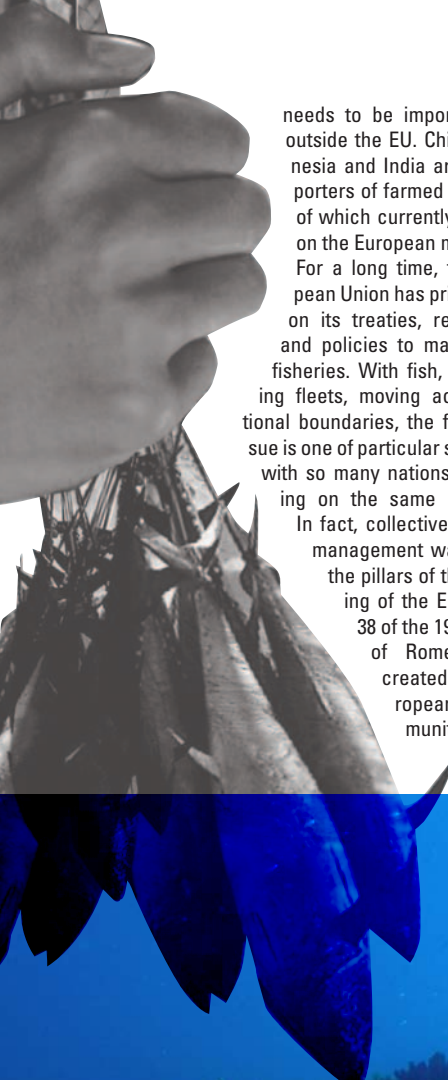 needs to be impor
outside the EU. Chi
nesia and India ar
porters of farmed
of which currently
on the European m
For a long time, t
pean Union has pr
on its treaties, re
and policies to ma
fisheries. With fish,
ing fleets, moving ac
tional boundaries, the f
sue is one of particular s
with so many nations
ing on the same
In fact, collective
management wa
the pillars of th
ing of the E
38 of the 19
of Rome
created
ropean
munit